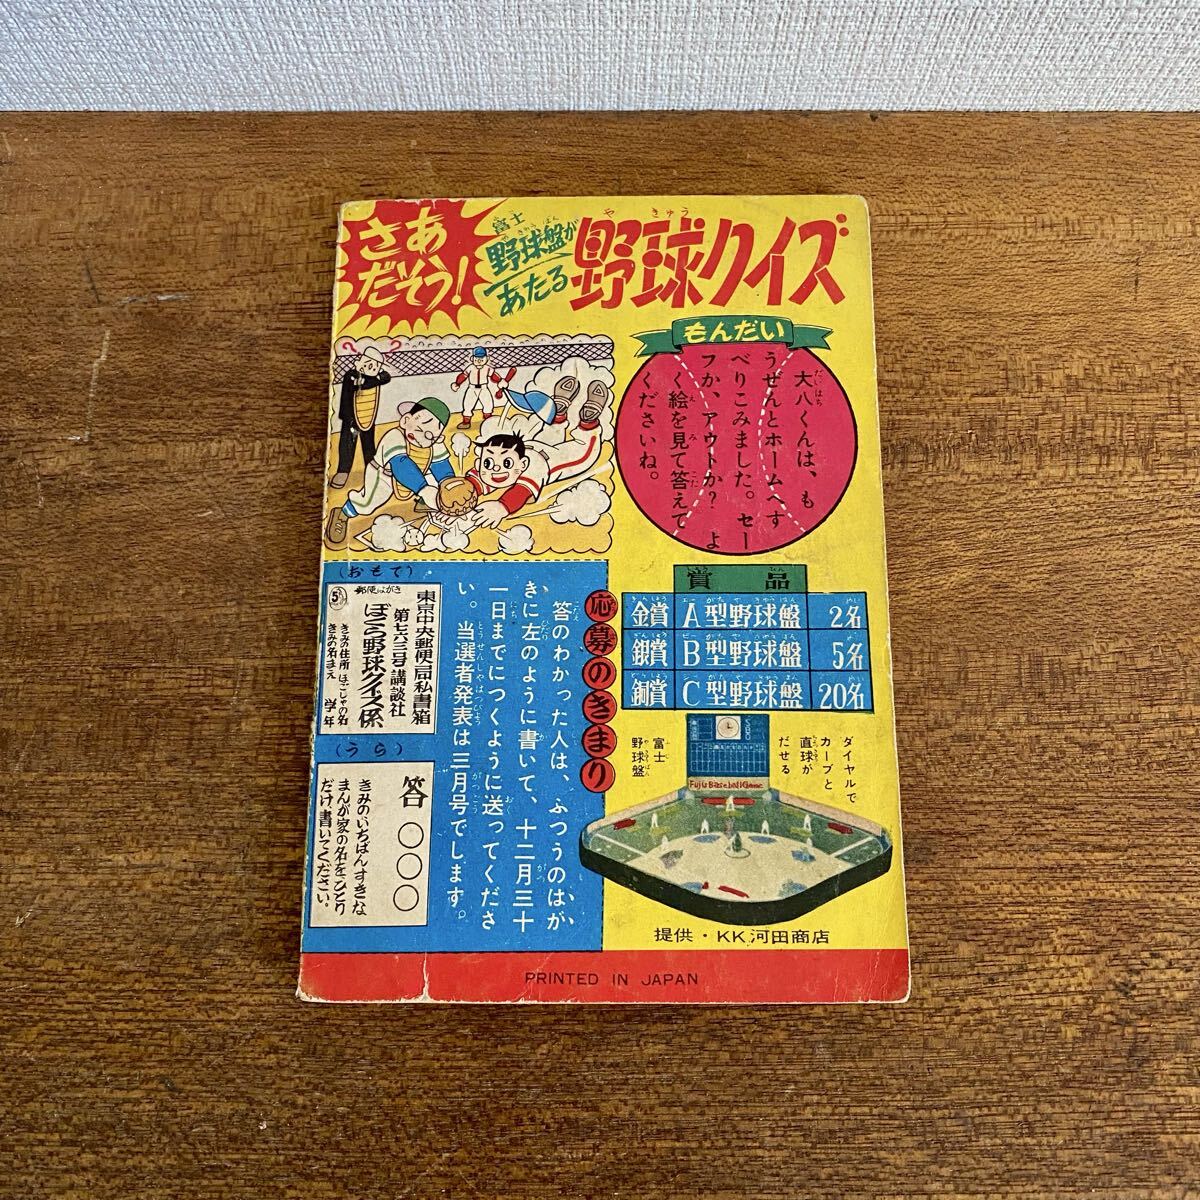 さあ
だそう!
富士
野球盤が
あたる
野球クイズ
もんだい
大八くんは、も
うぜんとホームへす
べりこみました。セー
フか、アウトか? よ
く絵を見て答えて
くださいね。
賞品
金賞 A型野球盤 2名
銀賞 B型野球盤 5名
銅賞 C型野球盤 20名
ダイヤルで
カーブと
直球が
だせる
富士
野球盤
Fuji Baseball Game
提供・KK河田商店
応募のきまり
答のわかった人は、ふつうのはが
きに左のように書いて、十二月三十
一日までにつくように送ってくださ
い。当選者発表は三月号でします。
(おもて)
郵便はがき
5
東京中央郵便局私書箱
第七六三号 講談社
ぼくら野球クイズ係
きみの住所 ほごしゃの名
きみの名まえ 学年
(うら)
答 ○○○
きみのいちばんすきな
まんが家の名をひとり
だけ、書いてください。
PRINTED IN JAPAN